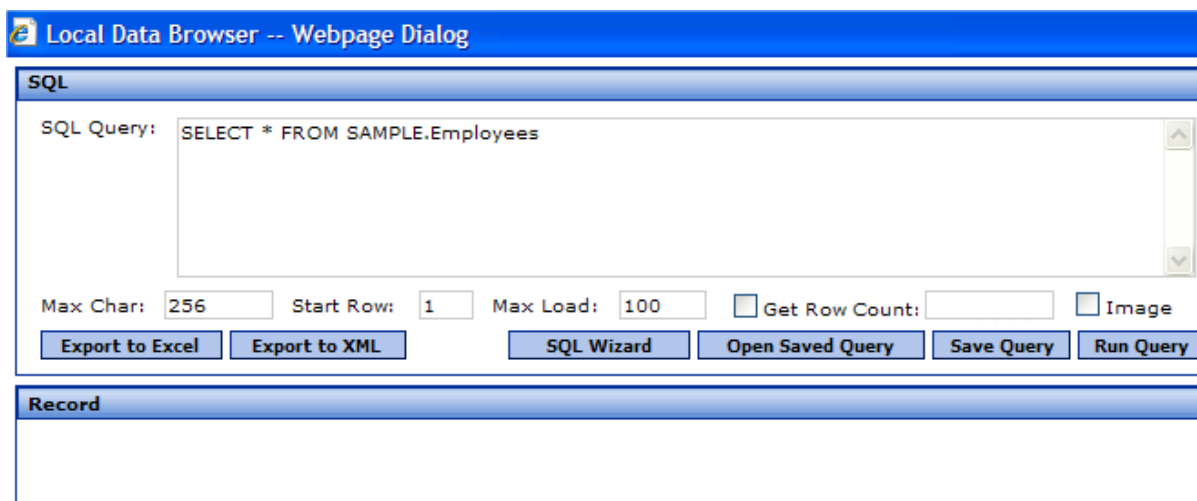 Local Data Browser -- Webpage Dialog
SQL
SQL Query: SELECT * FROM SAMPLE.Employees
Max Char: 256 Start Row: 1 Max Load: 100 Get Row Count: Image
Export to Excel Export to XML SQL Wizard Open Saved Query Save Query Run Query
Record